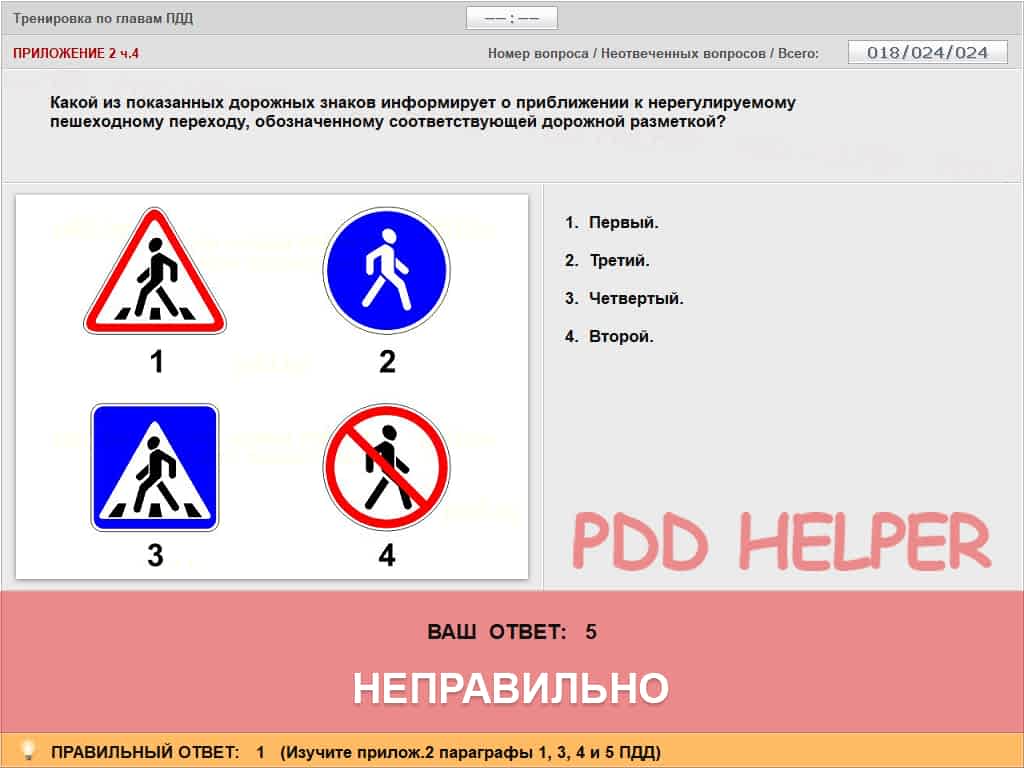 Тренировка по главам ПДД
–– : ––
ПРИЛОЖЕНИЕ 2 ч.4
Номер вопроса / Неотвеченных вопросов / Всего:
018/024/024
Какой из показанных дорожных знаков информирует о приближении к нерегулируемому
пешеходному переходу, обозначенному соответствующей дорожной разметкой?
1
2
3
4
1. Первый.
2. Третий.
3. Четвертый.
4. Второй.
PDD HELPER
ВАШ ОТВЕТ: 5
НЕПРАВИЛЬНО
ПРАВИЛЬНЫЙ ОТВЕТ: 1 (Изучите прилож.2 параграфы 1, 3, 4 и 5 ПДД)